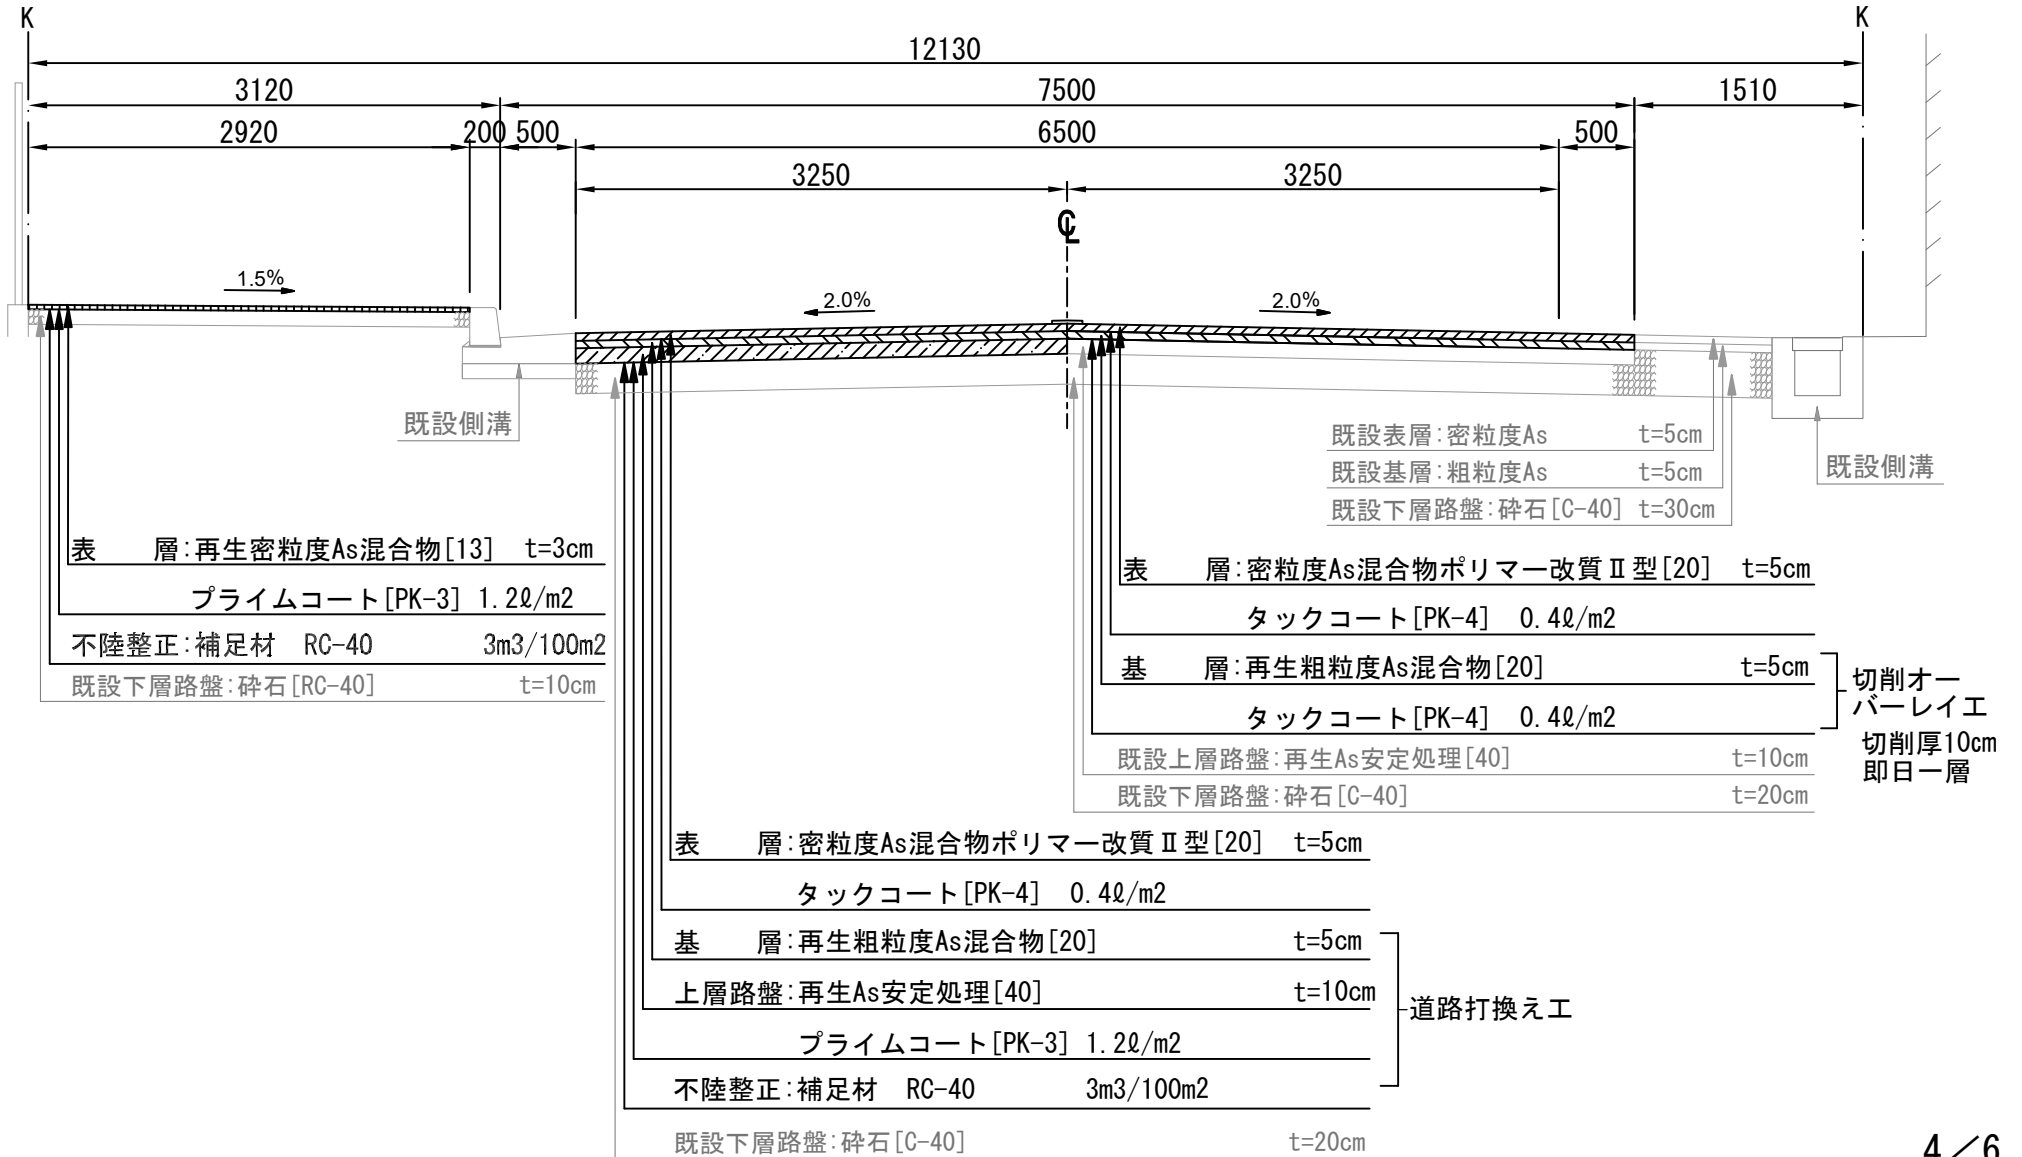 K
K
12130
3120
7500
1510
2920
200
500
6500
500
3250
3250
℄
1.5%
2.0%
2.0%
既設側溝
既設表層:密粒度As t=5cm
既設基層:粗粒度As t=5cm
既設下層路盤:砕石[C-40] t=30cm
既設側溝
表 層:再生密粒度As混合物[13] t=3cm
プライムコート[PK-3] 1.2ℓ/m2
不陸整正:補足材 RC-40 3m3/100m2
既設下層路盤:砕石[RC-40] t=10cm
表 層:密粒度As混合物ポリマー改質Ⅱ型[20] t=5cm
タックコート[PK-4] 0.4ℓ/m2
基 層:再生粗粒度As混合物[20] t=5cm
タックコート[PK-4] 0.4ℓ/m2
既設上層路盤:再生As安定処理[40] t=10cm
既設下層路盤:砕石[C-40] t=20cm
切削オー
バーレイ工
切削厚10cm
即日一層
表 層:密粒度As混合物ポリマー改質Ⅱ型[20] t=5cm
タックコート[PK-4] 0.4ℓ/m2
基 層:再生粗粒度As混合物[20] t=5cm
上層路盤:再生As安定処理[40] t=10cm
プライムコート[PK-3] 1.2ℓ/m2
不陸整正:補足材 RC-40 3m3/100m2
既設下層路盤:砕石[C-40] t=20cm
道路打換え工
4／6